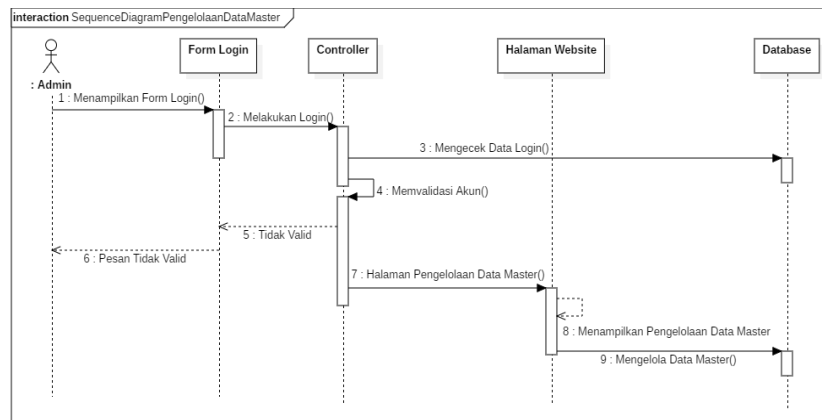 interaction SequenceDiagramPengelolaanDataMaster
Form Login
Controller
Halaman Website
Database
: Admin
1 : Menampilkan Form Login()
2 : Melakukan Login()
3 : Mengecek Data Login()
4 : Memvalidasi Akun()
5 : Tidak Valid
6 : Pesan Tidak Valid
7 : Halaman Pengelolaan Data Master()
8 : Menampilkan Pengelolaan Data Master
9 : Mengelola Data Master()